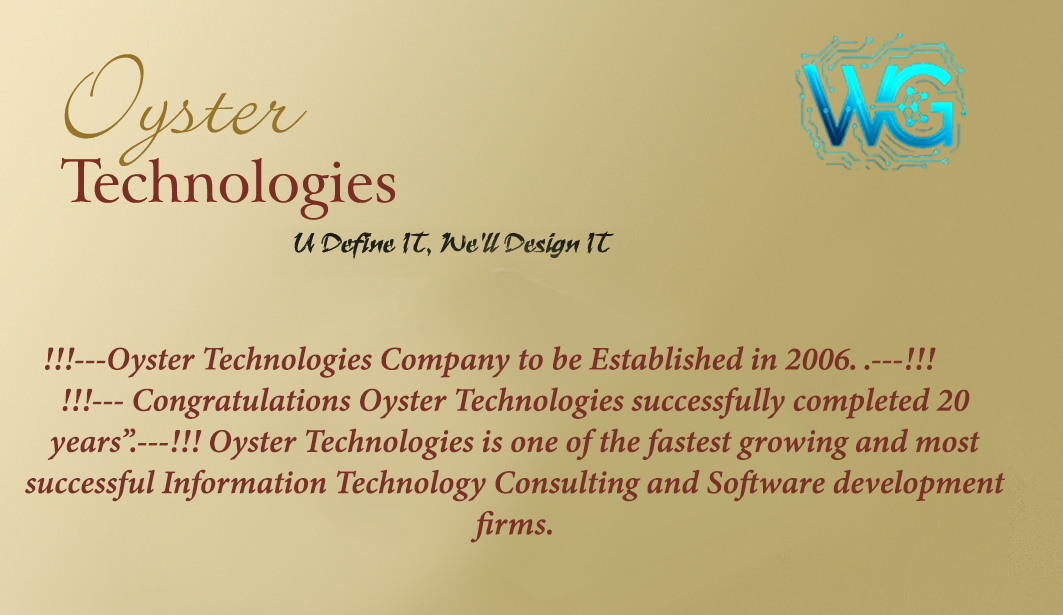 Oyster
Technologies
WG
U Define IT, We'll Design IT
!!!---Oyster Technologies Company to be Established in 2006. .---!!!
!!!--- Congratulations Oyster Technologies successfully completed 20
years”.---!!! Oyster Technologies is one of the fastest growing and most
successful Information Technology Consulting and Software development
firms.